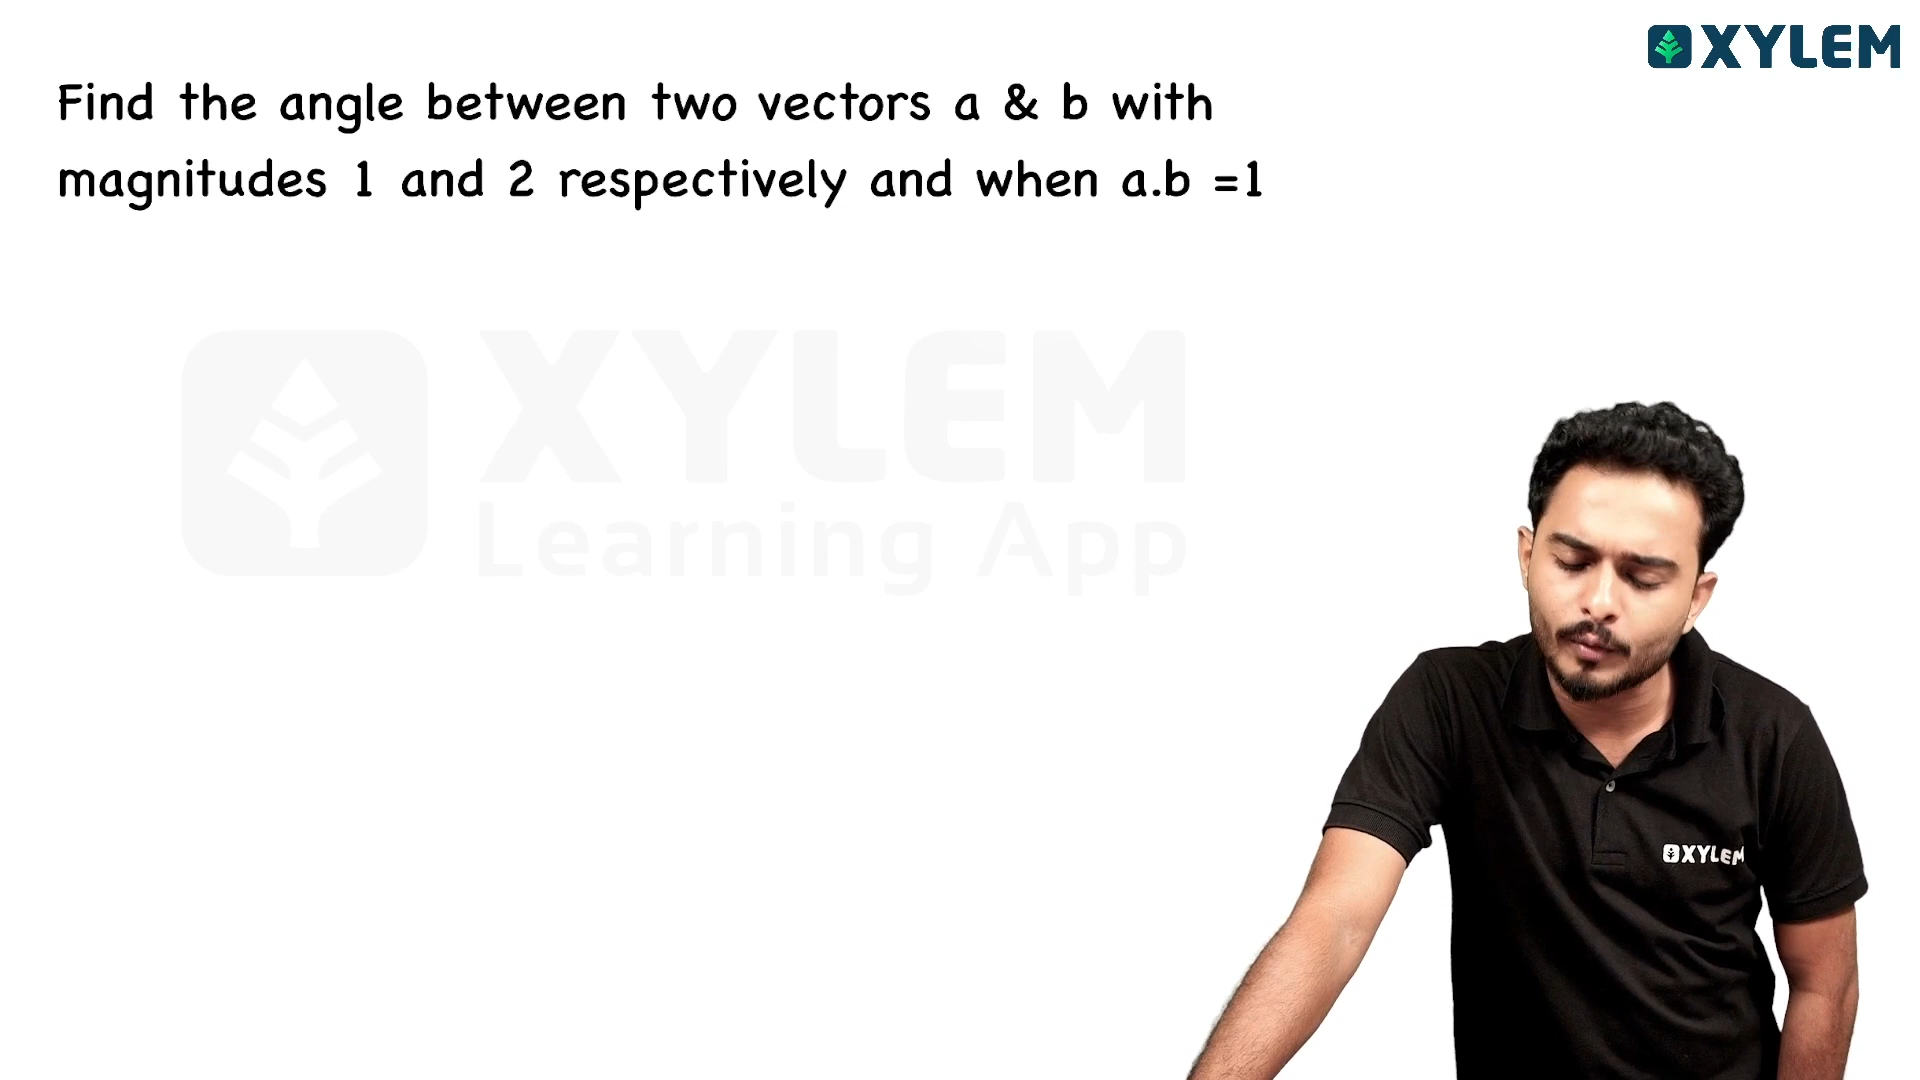 XYLEM
Find the angle between two vectors a & b with
magnitudes 1 and 2 respectively and when a.b =1
XYLEM
Learning App
XYLEM